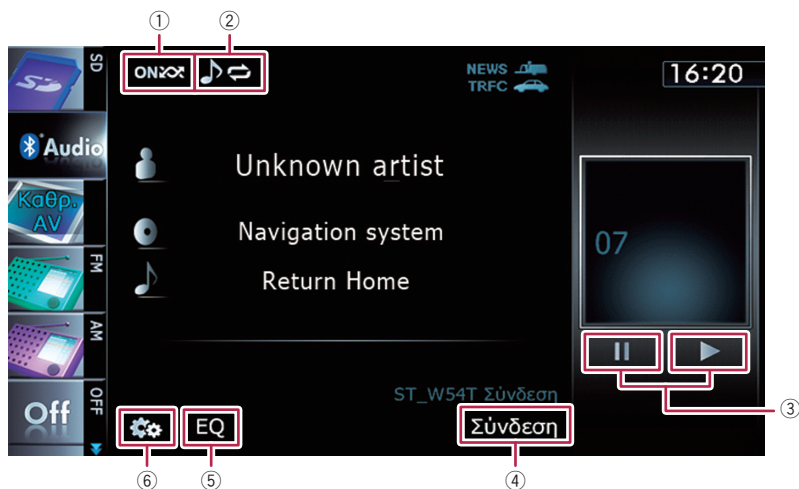 ① ②
SD
ON
NEWS
TRFC
16:20
Audio
Unknown artist
Καθρ.
AV
Navigation system
07
FM
Return Home
AM
ST_W54T Σύνδεση
OFF
Off
EQ
Σύνδεση
③
⑥ ⑤ ④